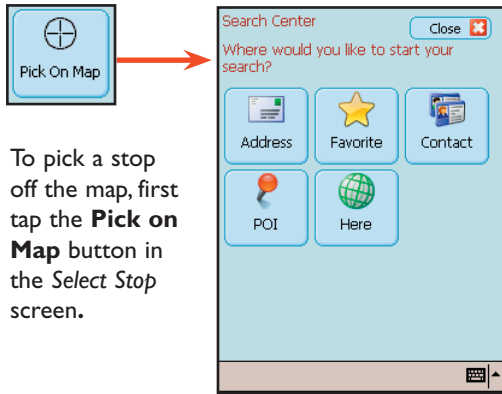 Pick On Map
To pick a stop
off the map, first
tap the Pick on
Map button in
the Select Stop
screen.
Search Center
Close
Where would you like to start your
search?
Address Favorite Contact
POI Here